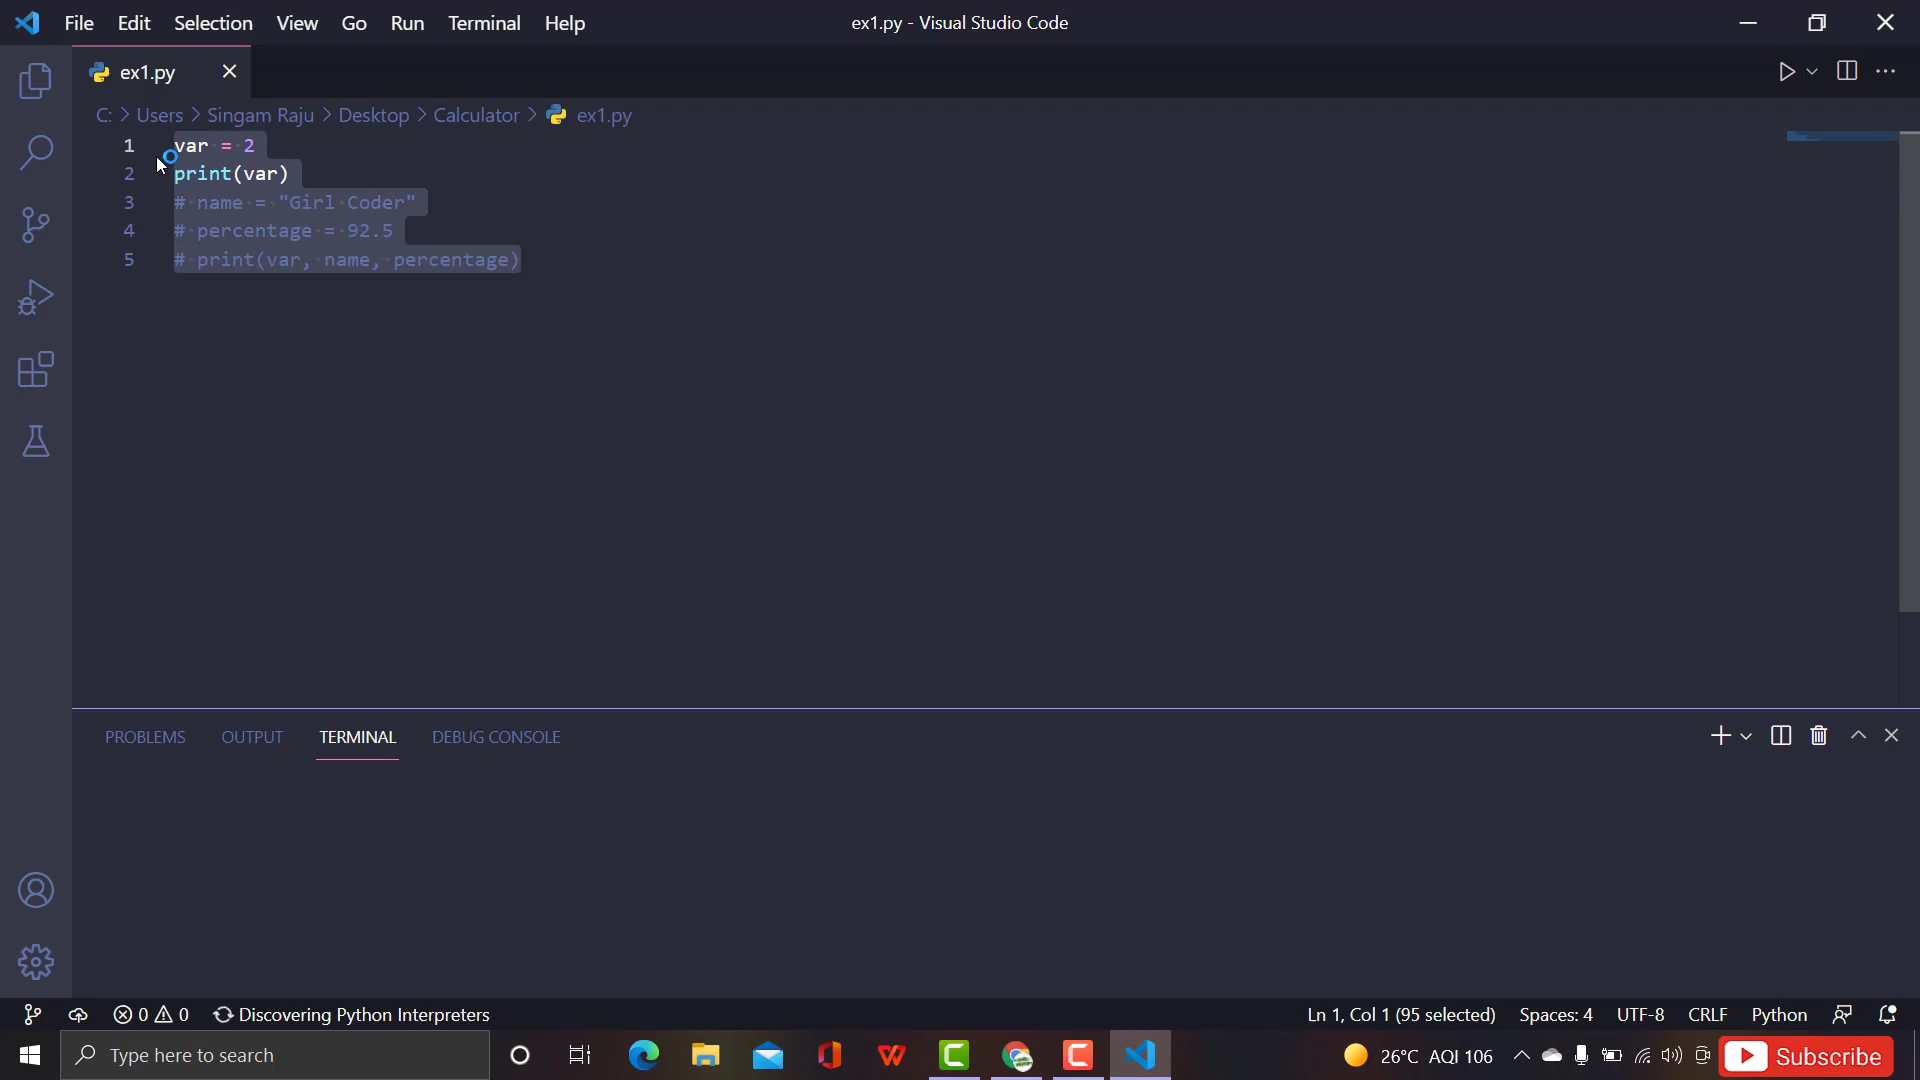 File Edit Selection View Go Run Terminal Help ex1.py - Visual Studio Code
ex1.py
C: > Users > Singam Raju > Desktop > Calculator > ex1.py
1 var = 2
2 print(var)
3 # name = "Girl Coder"
4 # percentage = 92.5
5 # print(var, name, percentage)
PROBLEMS OUTPUT TERMINAL DEBUG CONSOLE
0 0 Discovering Python Interpreters Ln 1, Col 1 (95 selected) Spaces: 4 UTF-8 CRLF Python
Type here to search 26°C AQI 106 Subscribe